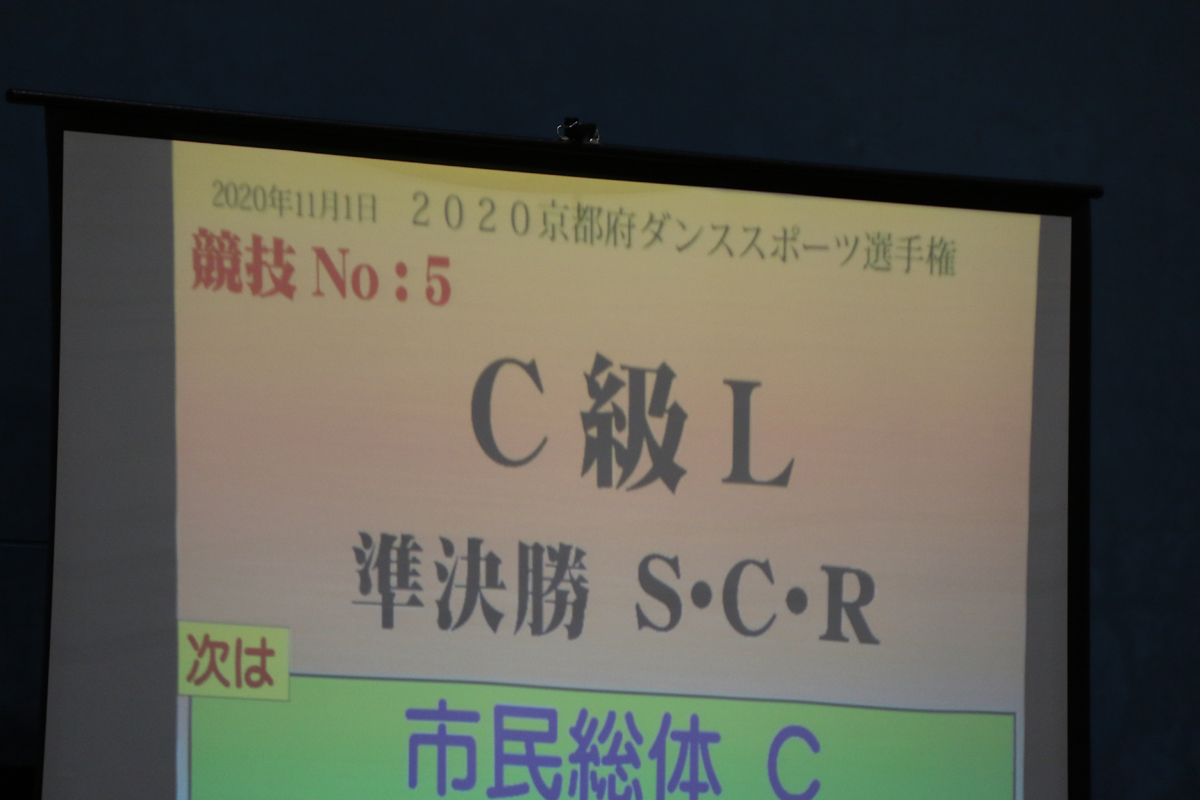 2020年11月1日 ２０２０京都府ダンススポーツ選手権
競技 No：5
C 級 L
準決勝 S・C・R
次は
市民総体 C